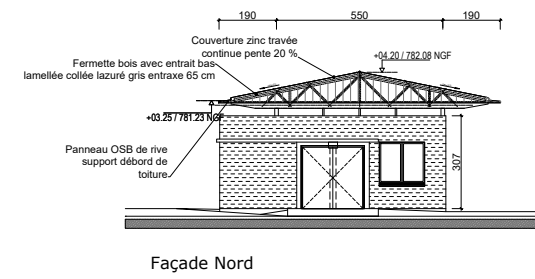 190 550 190
Couverture zinc travée
continue pente 20 %
+04.20 / 782.08 NGF
Fermette bois avec entrait bas
lamellée collée lazuré gris entraxe 65 cm
+03.25 / 781.23 NGF
Panneau OSB de rive
support débord de
toiture
307
Façade Nord